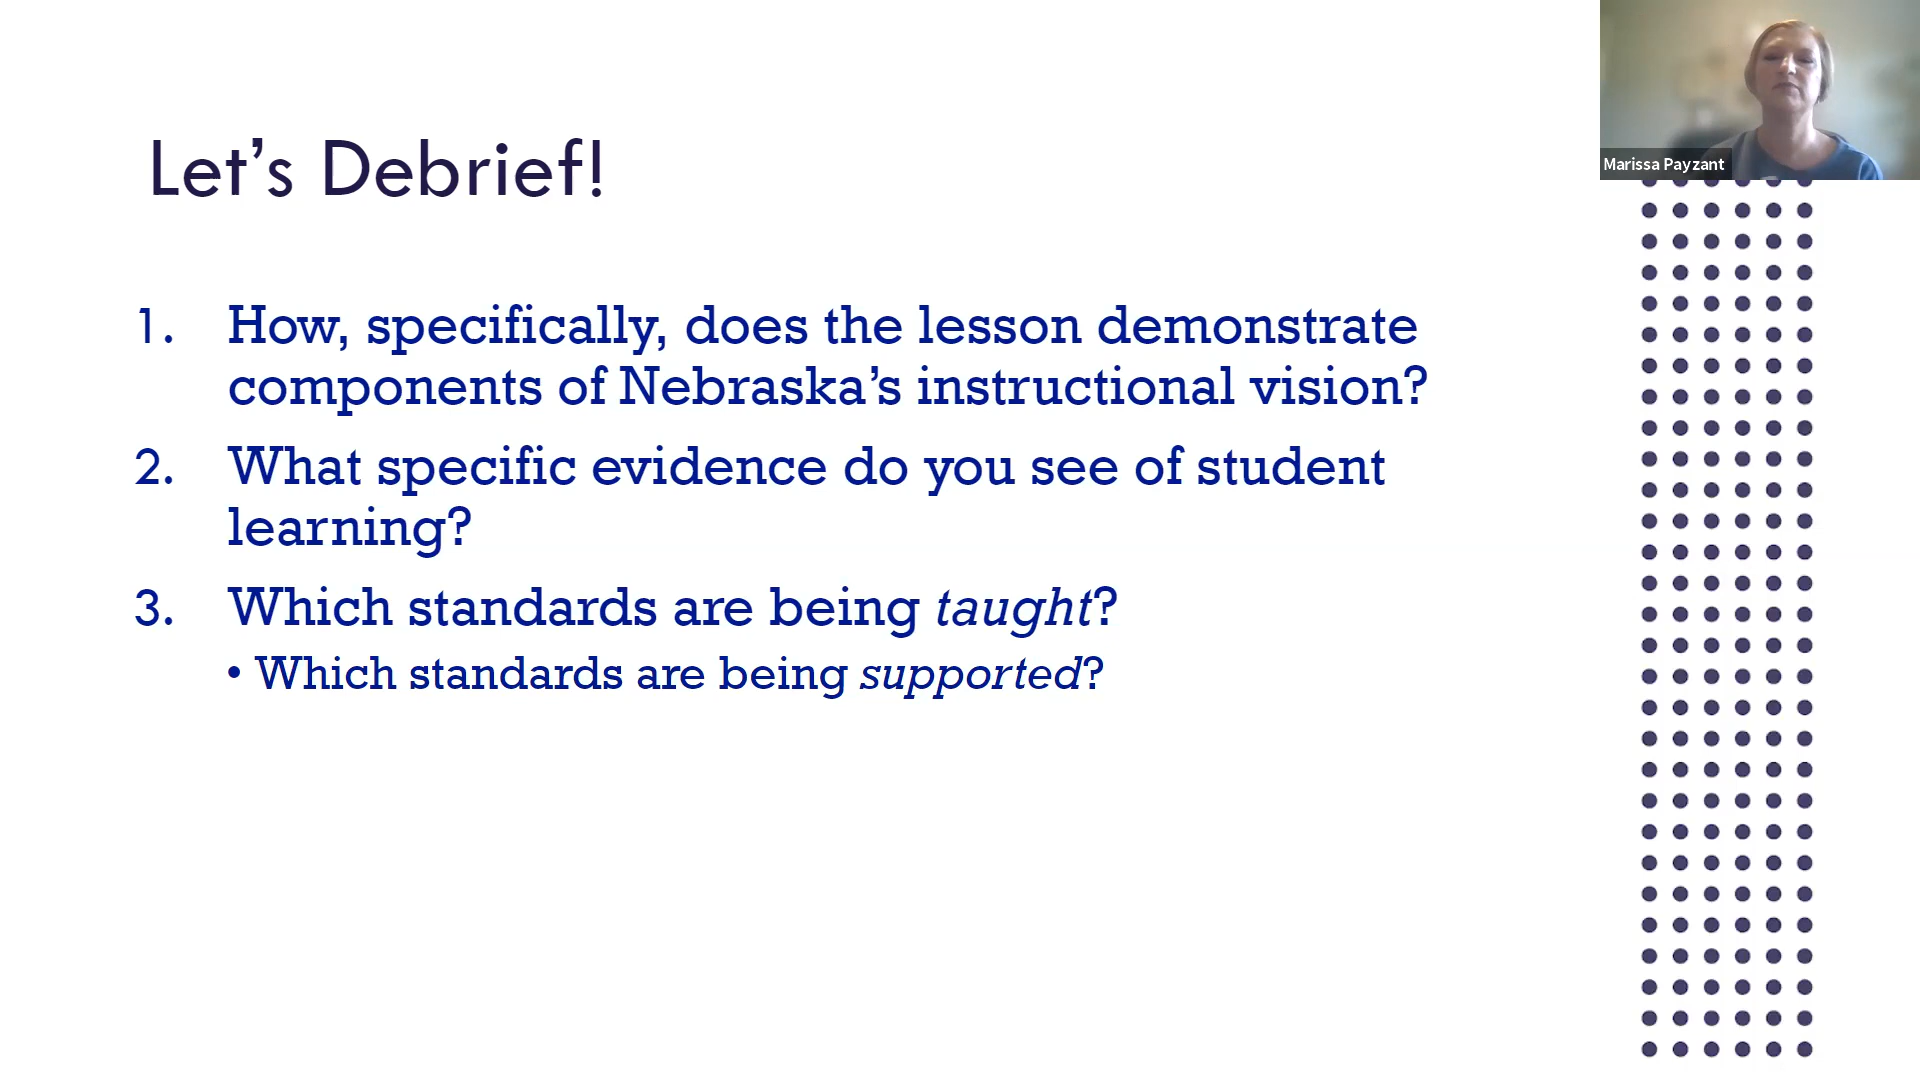 Let’s Debrief!
Marissa Payzant
1. How, specifically, does the lesson demonstrate
components of Nebraska’s instructional vision?
2. What specific evidence do you see of student
learning?
3. Which standards are being taught?
• Which standards are being supported?